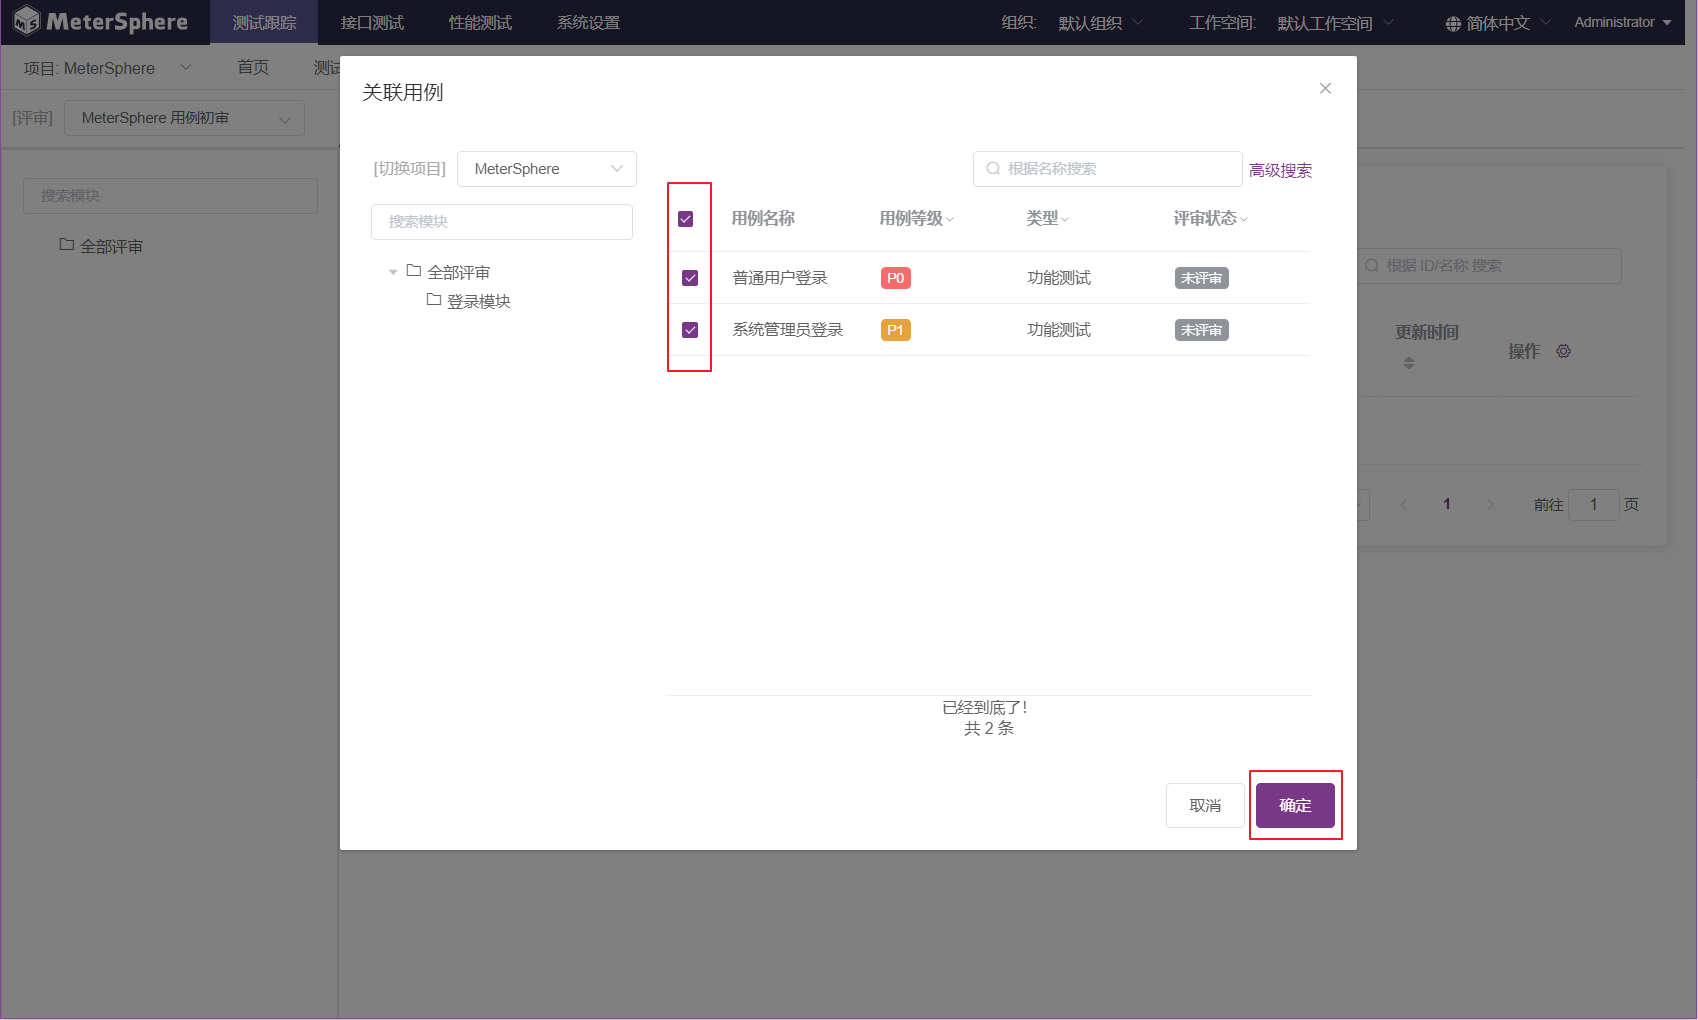 MeterSphere 测试跟踪 接口测试 性能测试 系统设置 组织: 默认组织 工作空间: 默认工作空间 简体中文 Administrator
项目: MeterSphere 首页 测试
[评审] MeterSphere 用例初审
搜索模块
全部评审
关联用例
[切换项目] MeterSphere
搜索模块
全部评审
登录模块
根据名称搜索 高级搜索
用例名称 用例等级 类型 评审状态
普通用户登录 P0 功能测试 未评审
系统管理员登录 P1 功能测试 未评审
已经到底了!
共 2 条
取消 确定
根据 ID/名称 搜索
更新时间 操作
1 前往 1 页